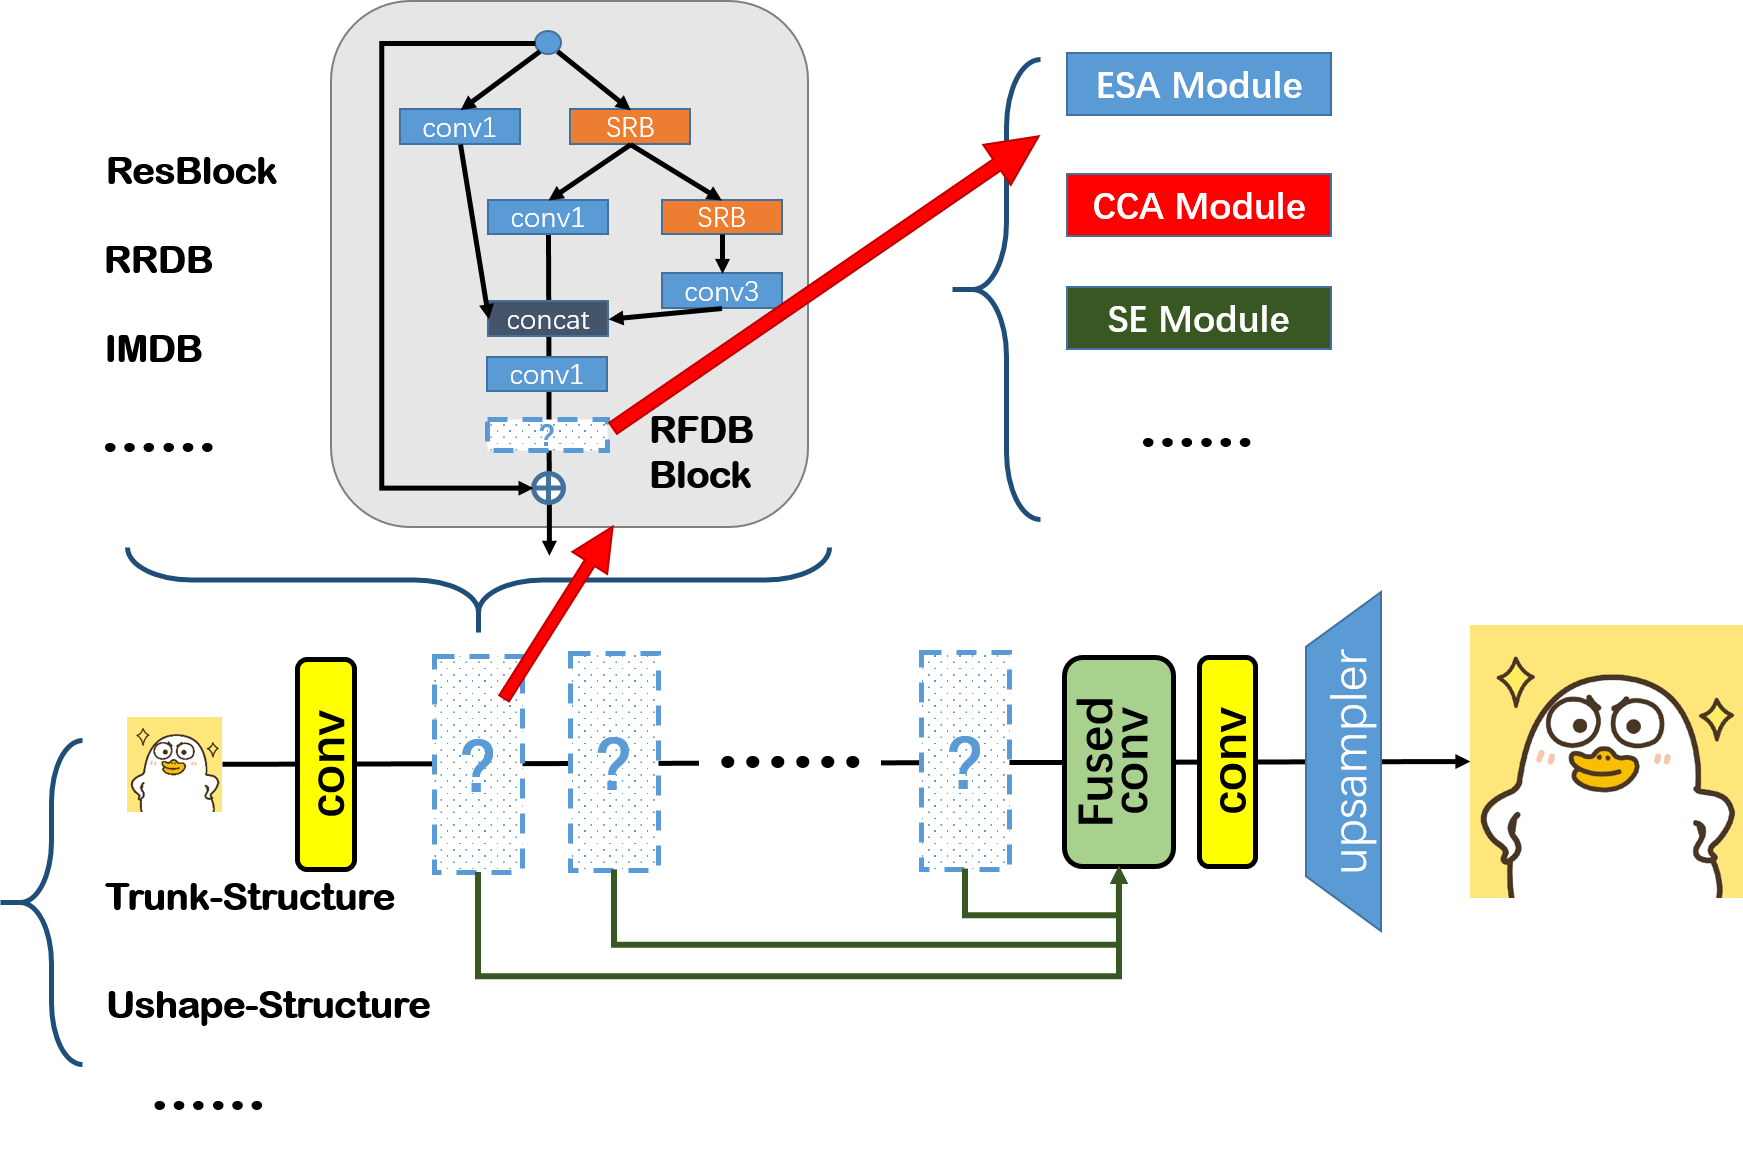 conv1
SRB
conv1
SRB
conv3
concat
conv1
?
RFDB
Block
ResBlock
RRDB
IMDB
......
ESA Module
CCA Module
SE Module
......
conv
?
?
......
?
Fused
conv
conv
upsampler
Trunk-Structure
Ushape-Structure
......